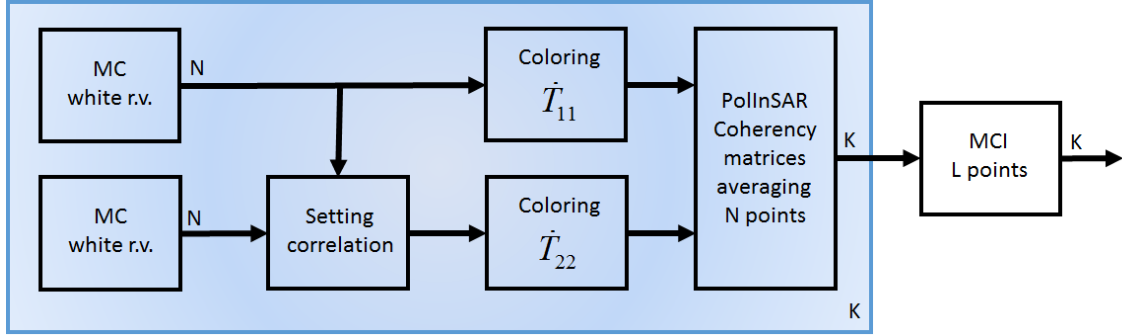 MC
white r.v.
N
Coloring
Ṫ₁₁
PolInSAR
Coherency
matrices
averaging
N points
K
MCI
L points
K
MC
white r.v.
N
Setting
correlation
Coloring
Ṫ₂₂
K